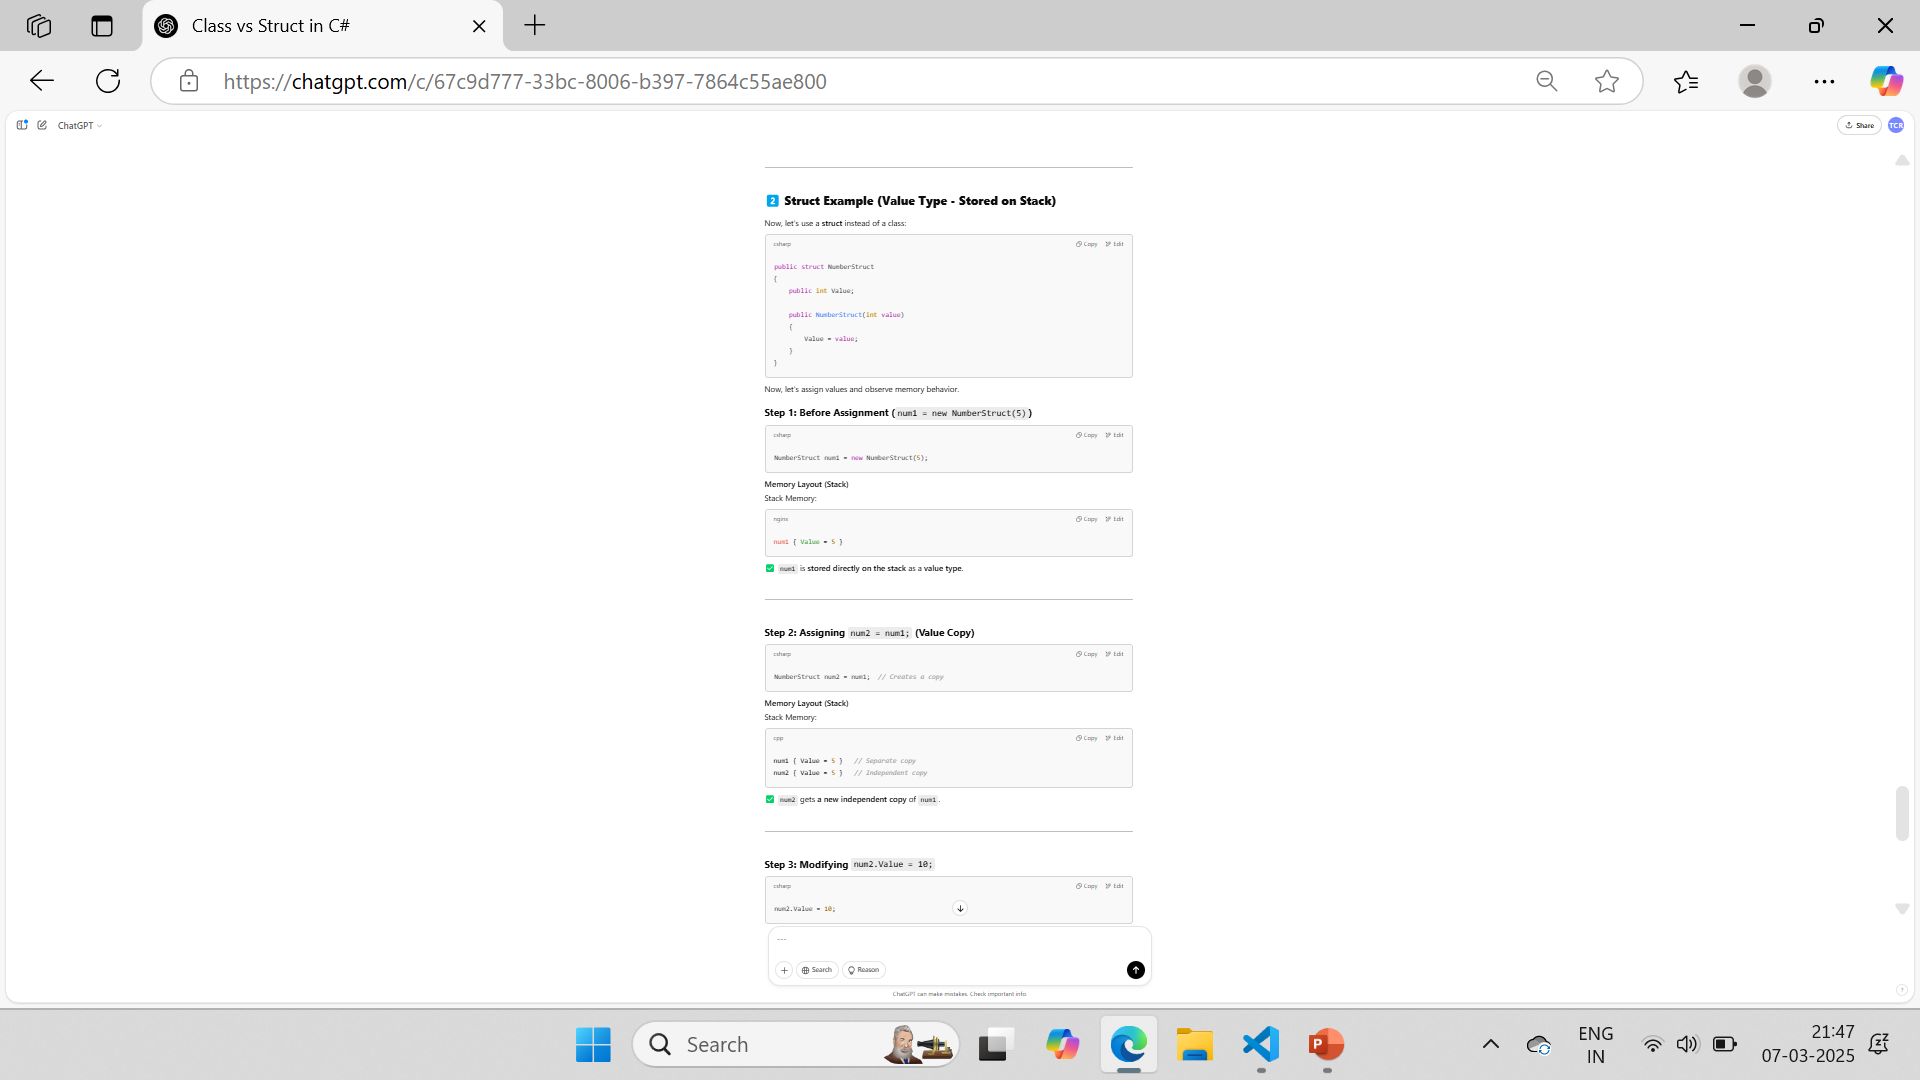 Class vs Struct in C#
https://chatgpt.com/c/67c9d777-33bc-8006-b397-7864c55ae800
ChatGPT
Share
TCR
2 Struct Example (Value Type - Stored on Stack)
Now, let's use a struct instead of a class:
csharp Copy Edit
public struct NumberStruct
{
public int Value;
public NumberStruct(int value)
{
Value = value;
}
}
Now, let's assign values and observe memory behavior.
Step 1: Before Assignment ( num1 = new NumberStruct(5) )
csharp Copy Edit
NumberStruct num1 = new NumberStruct(5);
Memory Layout (Stack)
Stack Memory:
nginx Copy Edit
num1 { Value = 5 }
✅ num1 is stored directly on the stack as a value type.
Step 2: Assigning num2 = num1; (Value Copy)
csharp Copy Edit
NumberStruct num2 = num1; // Creates a copy
Memory Layout (Stack)
Stack Memory:
cpp Copy Edit
num1 { Value = 5 } // Separate copy
num2 { Value = 5 } // Independent copy
✅ num2 gets a new independent copy of num1 .
Step 3: Modifying num2.Value = 10;
csharp Copy Edit
num2.Value = 10;
---
Search Reason
ChatGPT can make mistakes. Check important info.
?
Search
P
ENG
IN
21:47
07-03-2025